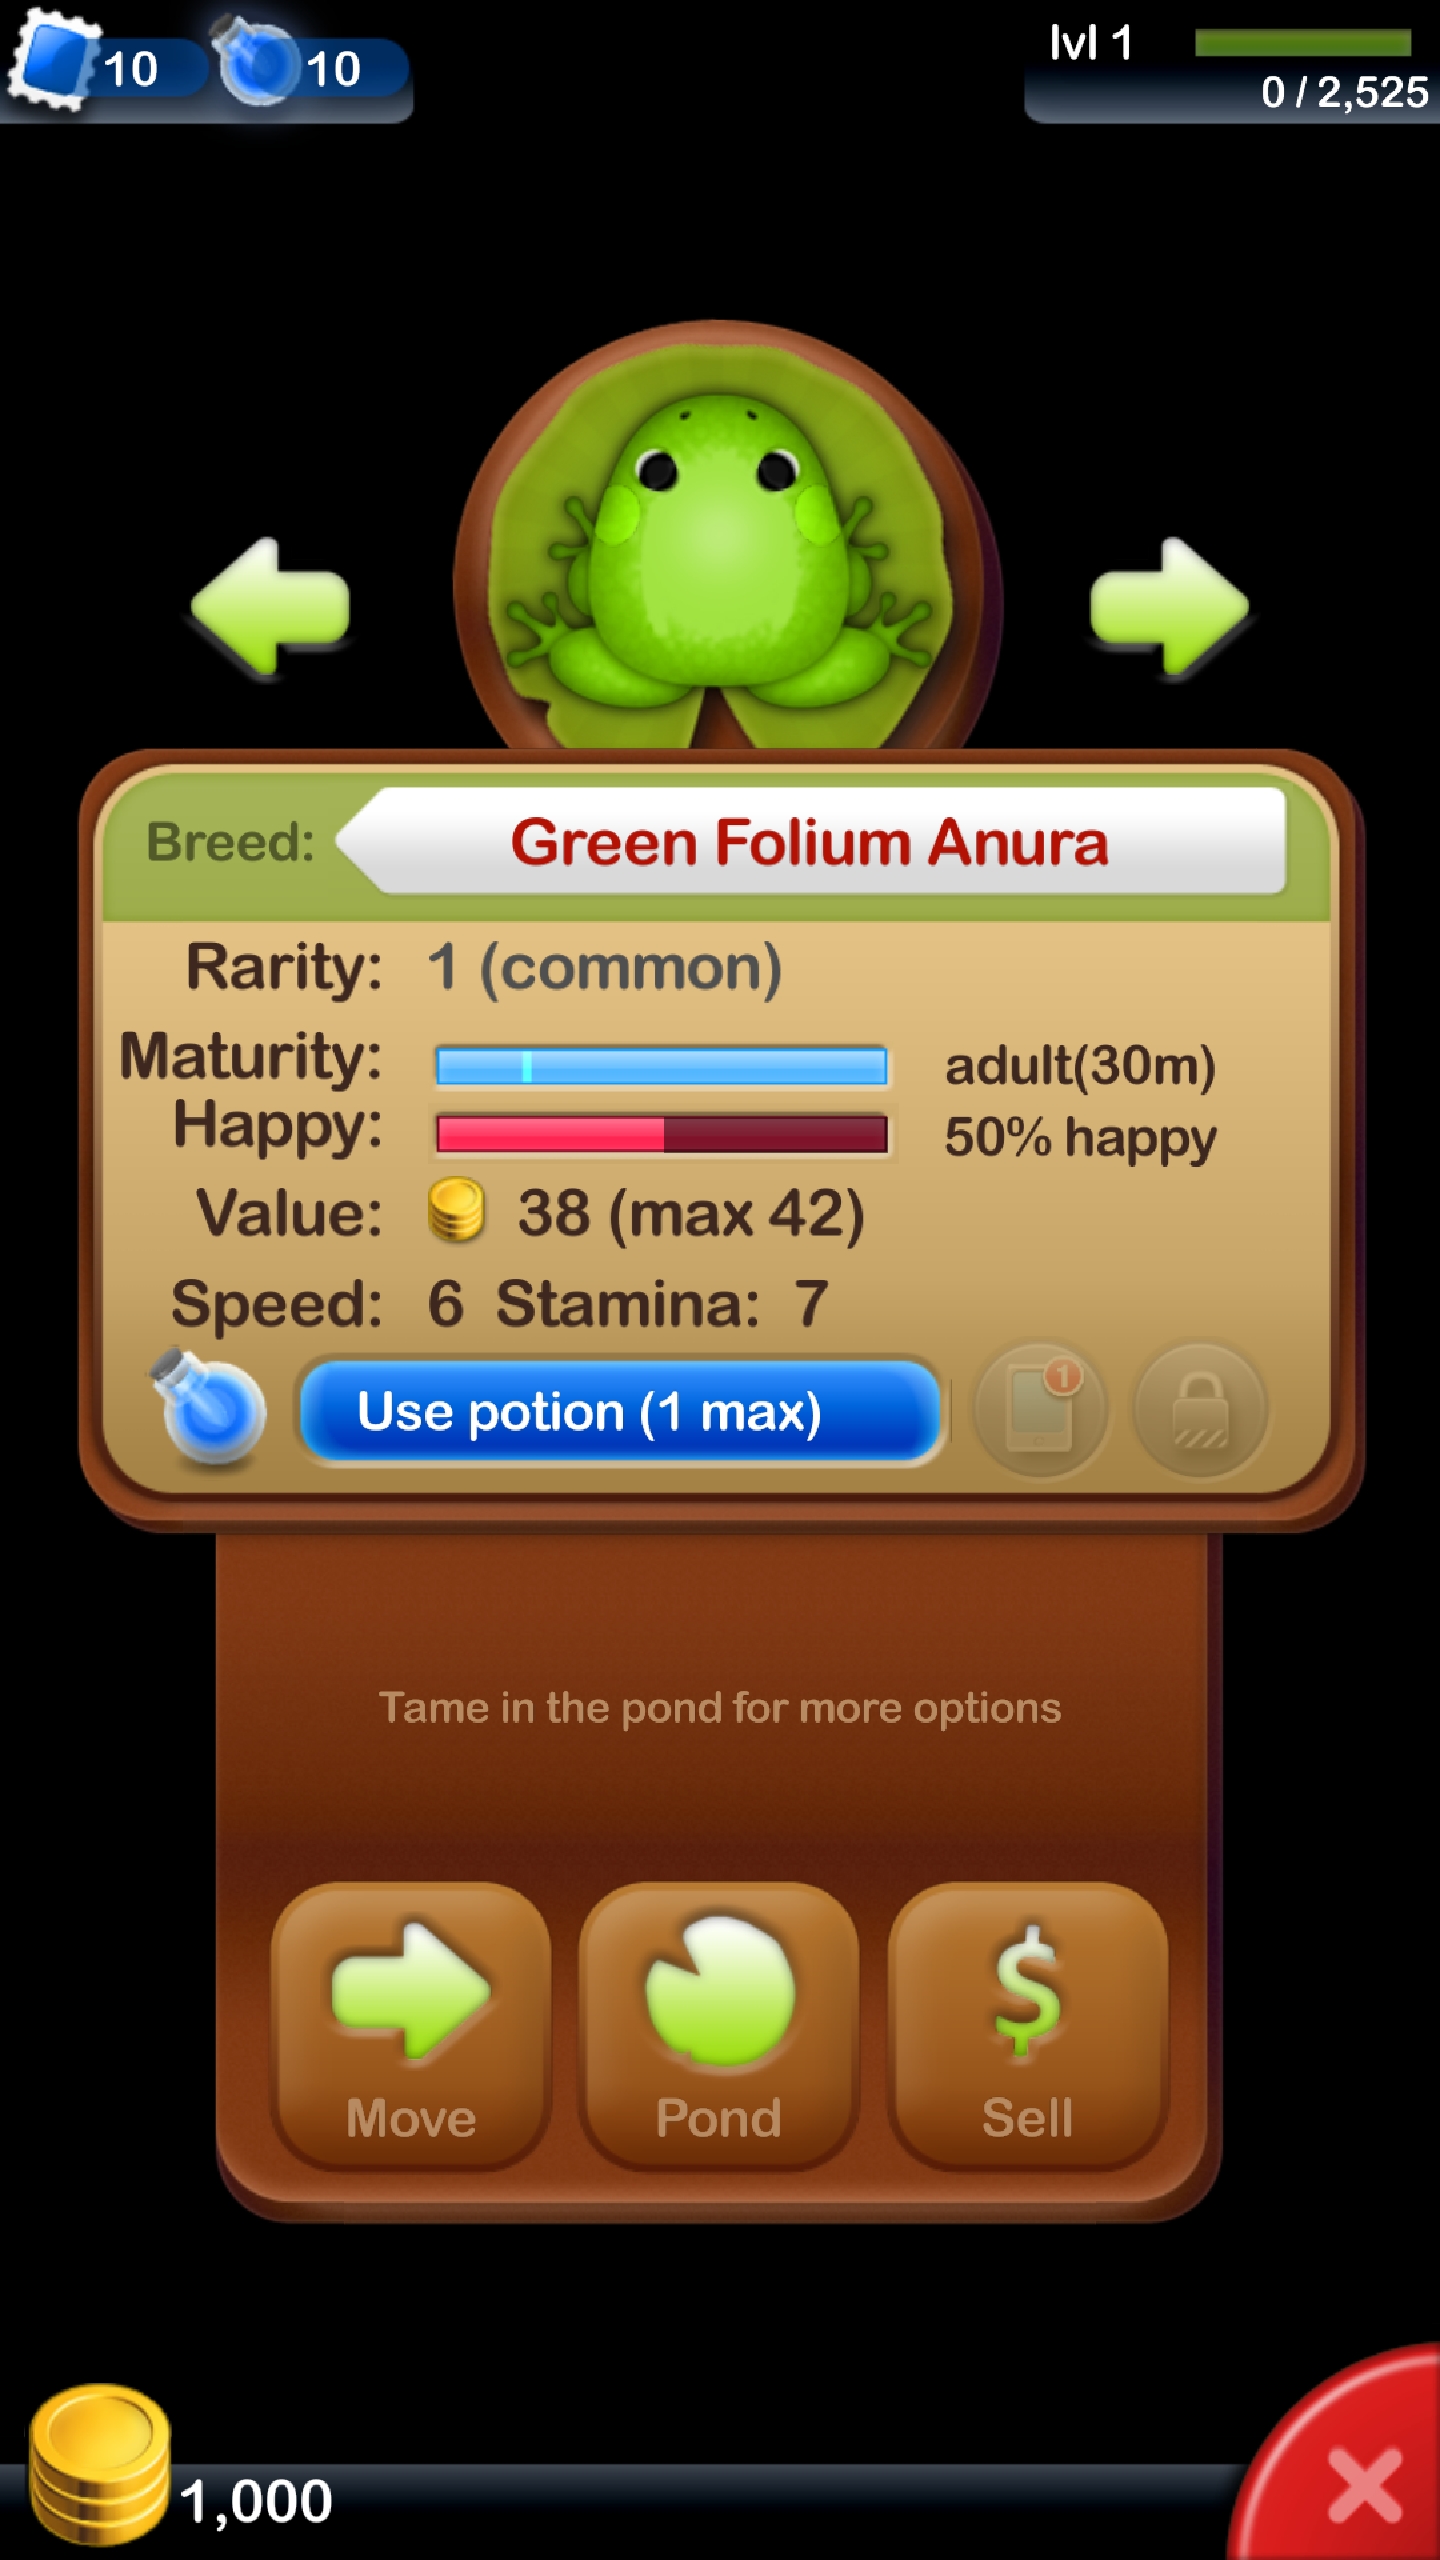 10 10
lvl 1
0 / 2,525
Breed: Green Folium Anura
Rarity: 1 (common)
Maturity: adult(30m)
Happy: 50% happy
Value: 38 (max 42)
Speed: 6 Stamina: 7
Use potion (1 max)
1
Tame in the pond for more options
Move Pond Sell
1,000